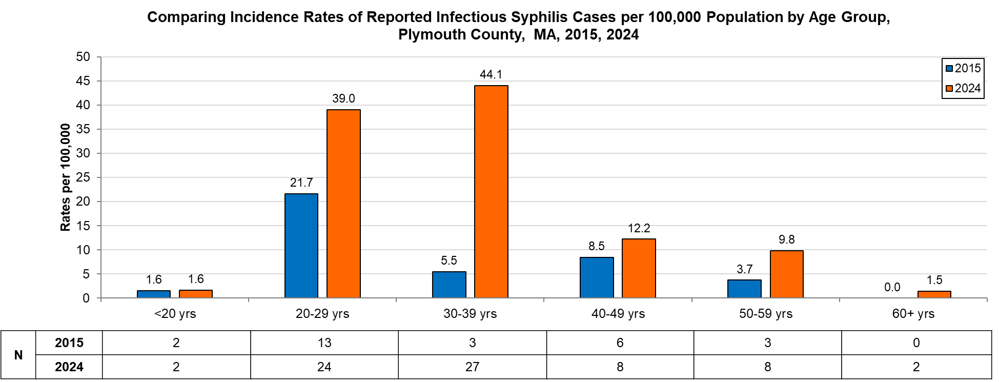 Comparing Incidence Rates of Reported Infectious Syphilis Cases per 100,000 Population by Age Group,
Plymouth County,  MA, 2015, 2024
Rates per 100,000
50
45
40
35
30
25
20
15
10
5
0
2015
2024
1.6 1.6
21.7 39.0
5.5 44.1
8.5 12.2
3.7 9.8
0.0 1.5
<20 yrs 20-29 yrs 30-39 yrs 40-49 yrs 50-59 yrs 60+ yrs
N
2015 2 13 3 6 3 0
2024 2 24 27 8 8 2